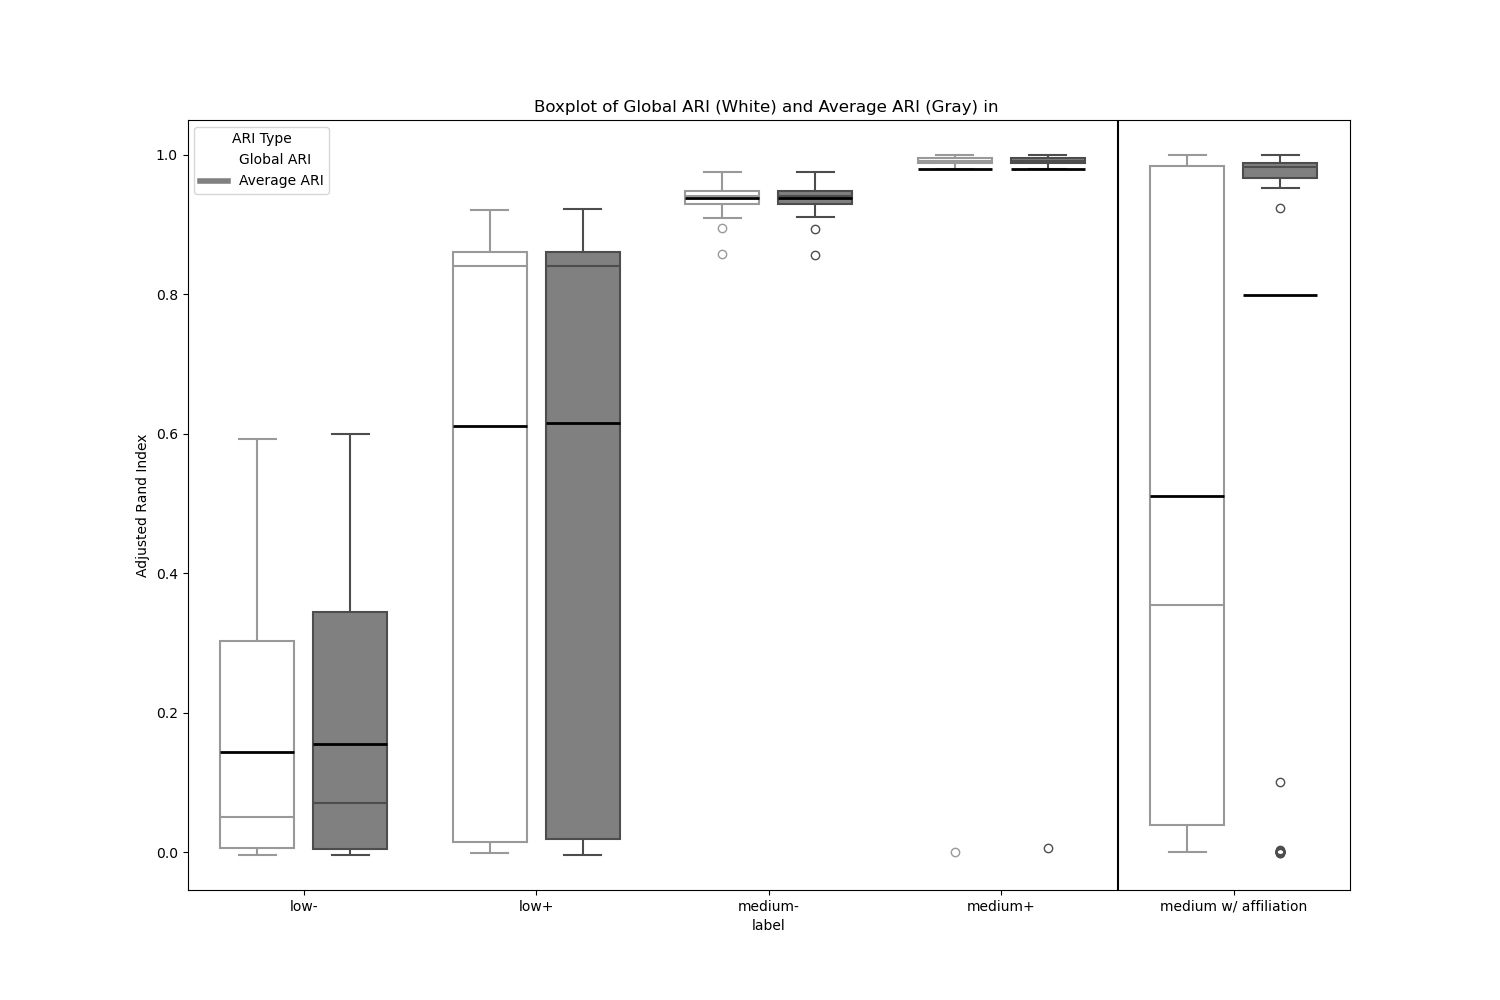 Boxplot of Global ARI (White) and Average ARI (Gray) in
ARI Type
Global ARI
Average ARI
1.0
0.8
0.6
0.4
0.2
0.0
Adjusted Rand Index
low-
low+
medium-
medium+
medium w/ affiliation
label